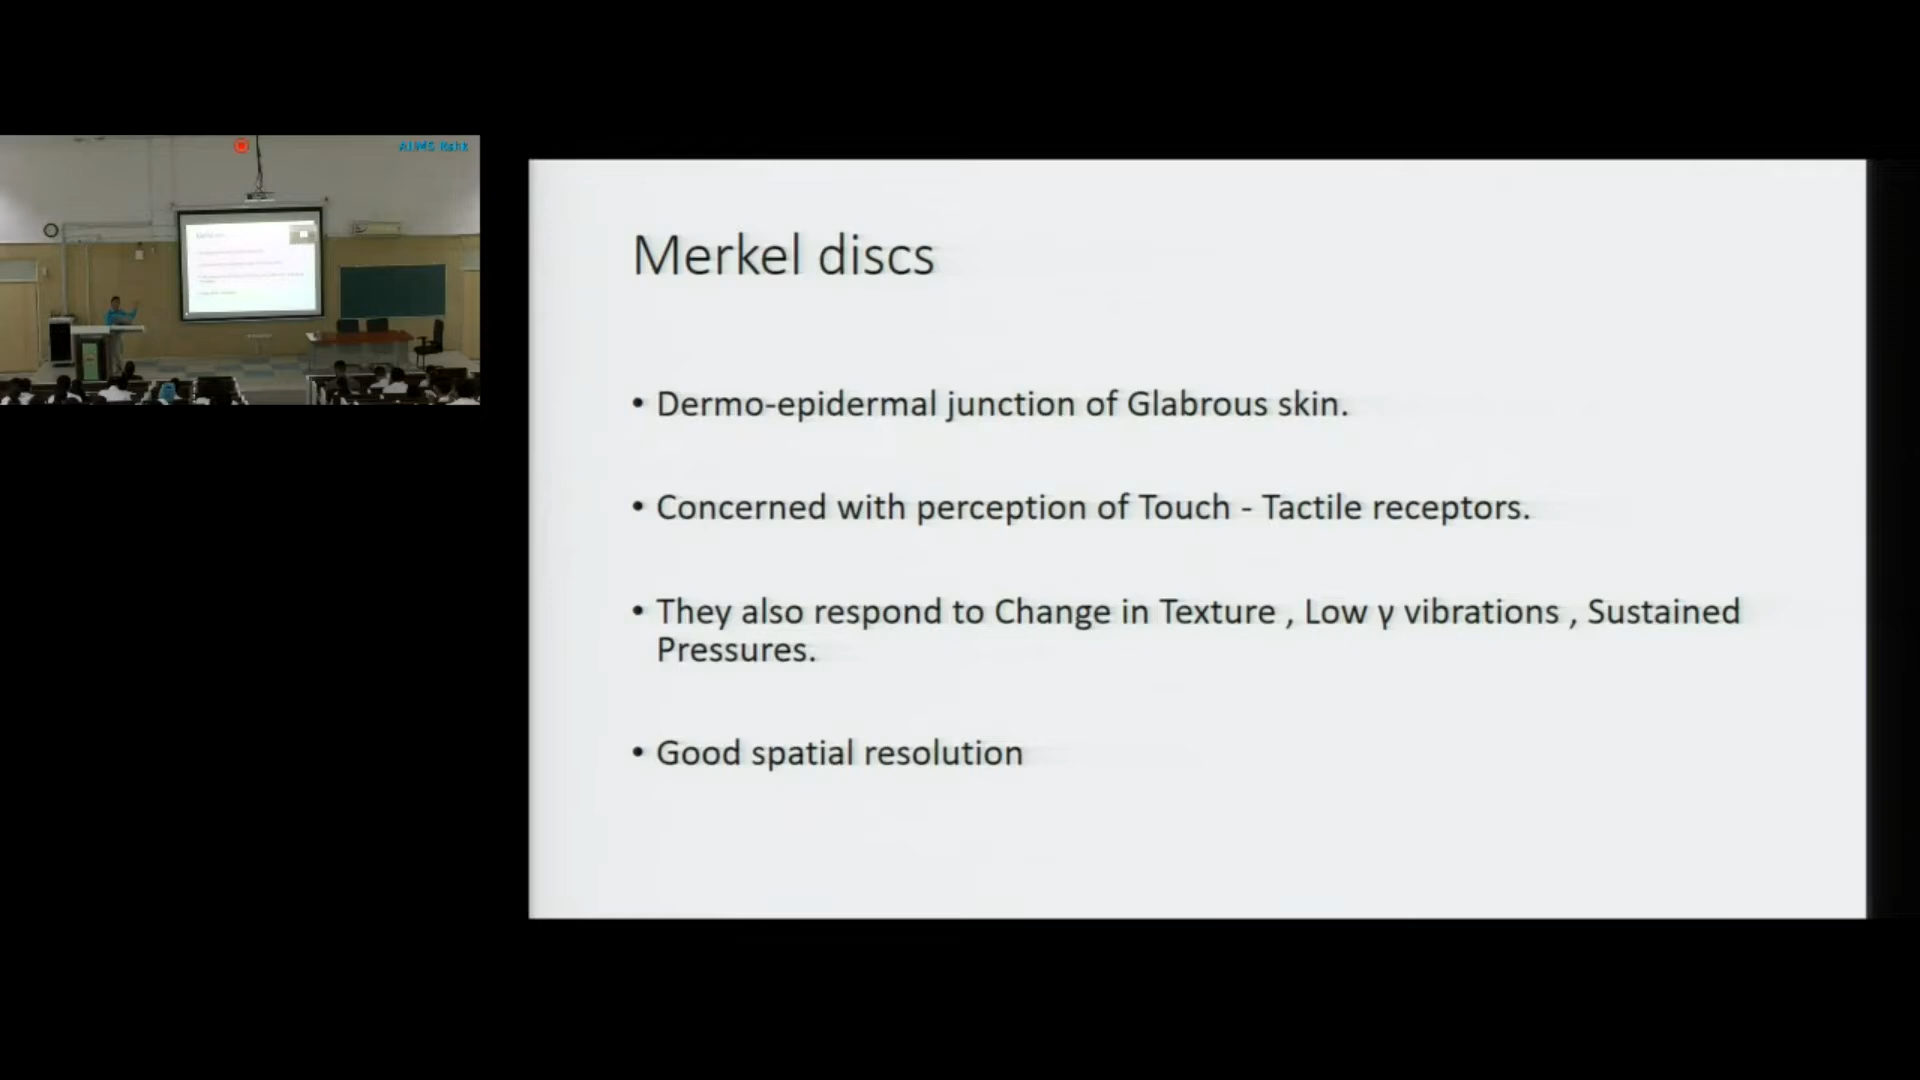 Merkel discs
• Dermo-epidermal junction of Glabrous skin.
• Concerned with perception of Touch - Tactile receptors.
• They also respond to Change in Texture , Low γ vibrations , Sustained
Pressures.
• Good spatial resolution